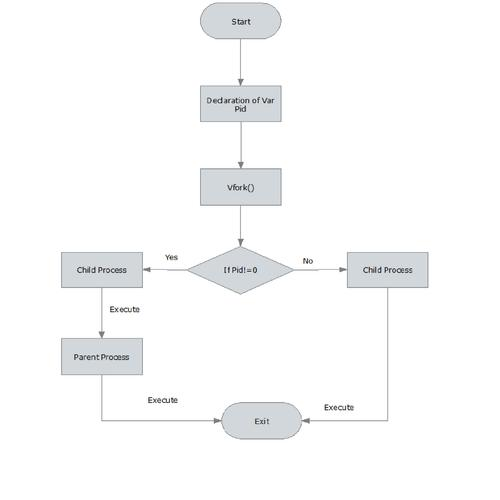 Start
Declaration of Var
Pid
Vfork()
Yes
If Pid!=0
No
Child Process
Child Process
Execute
Parent Process
Execute
Execute
Exit